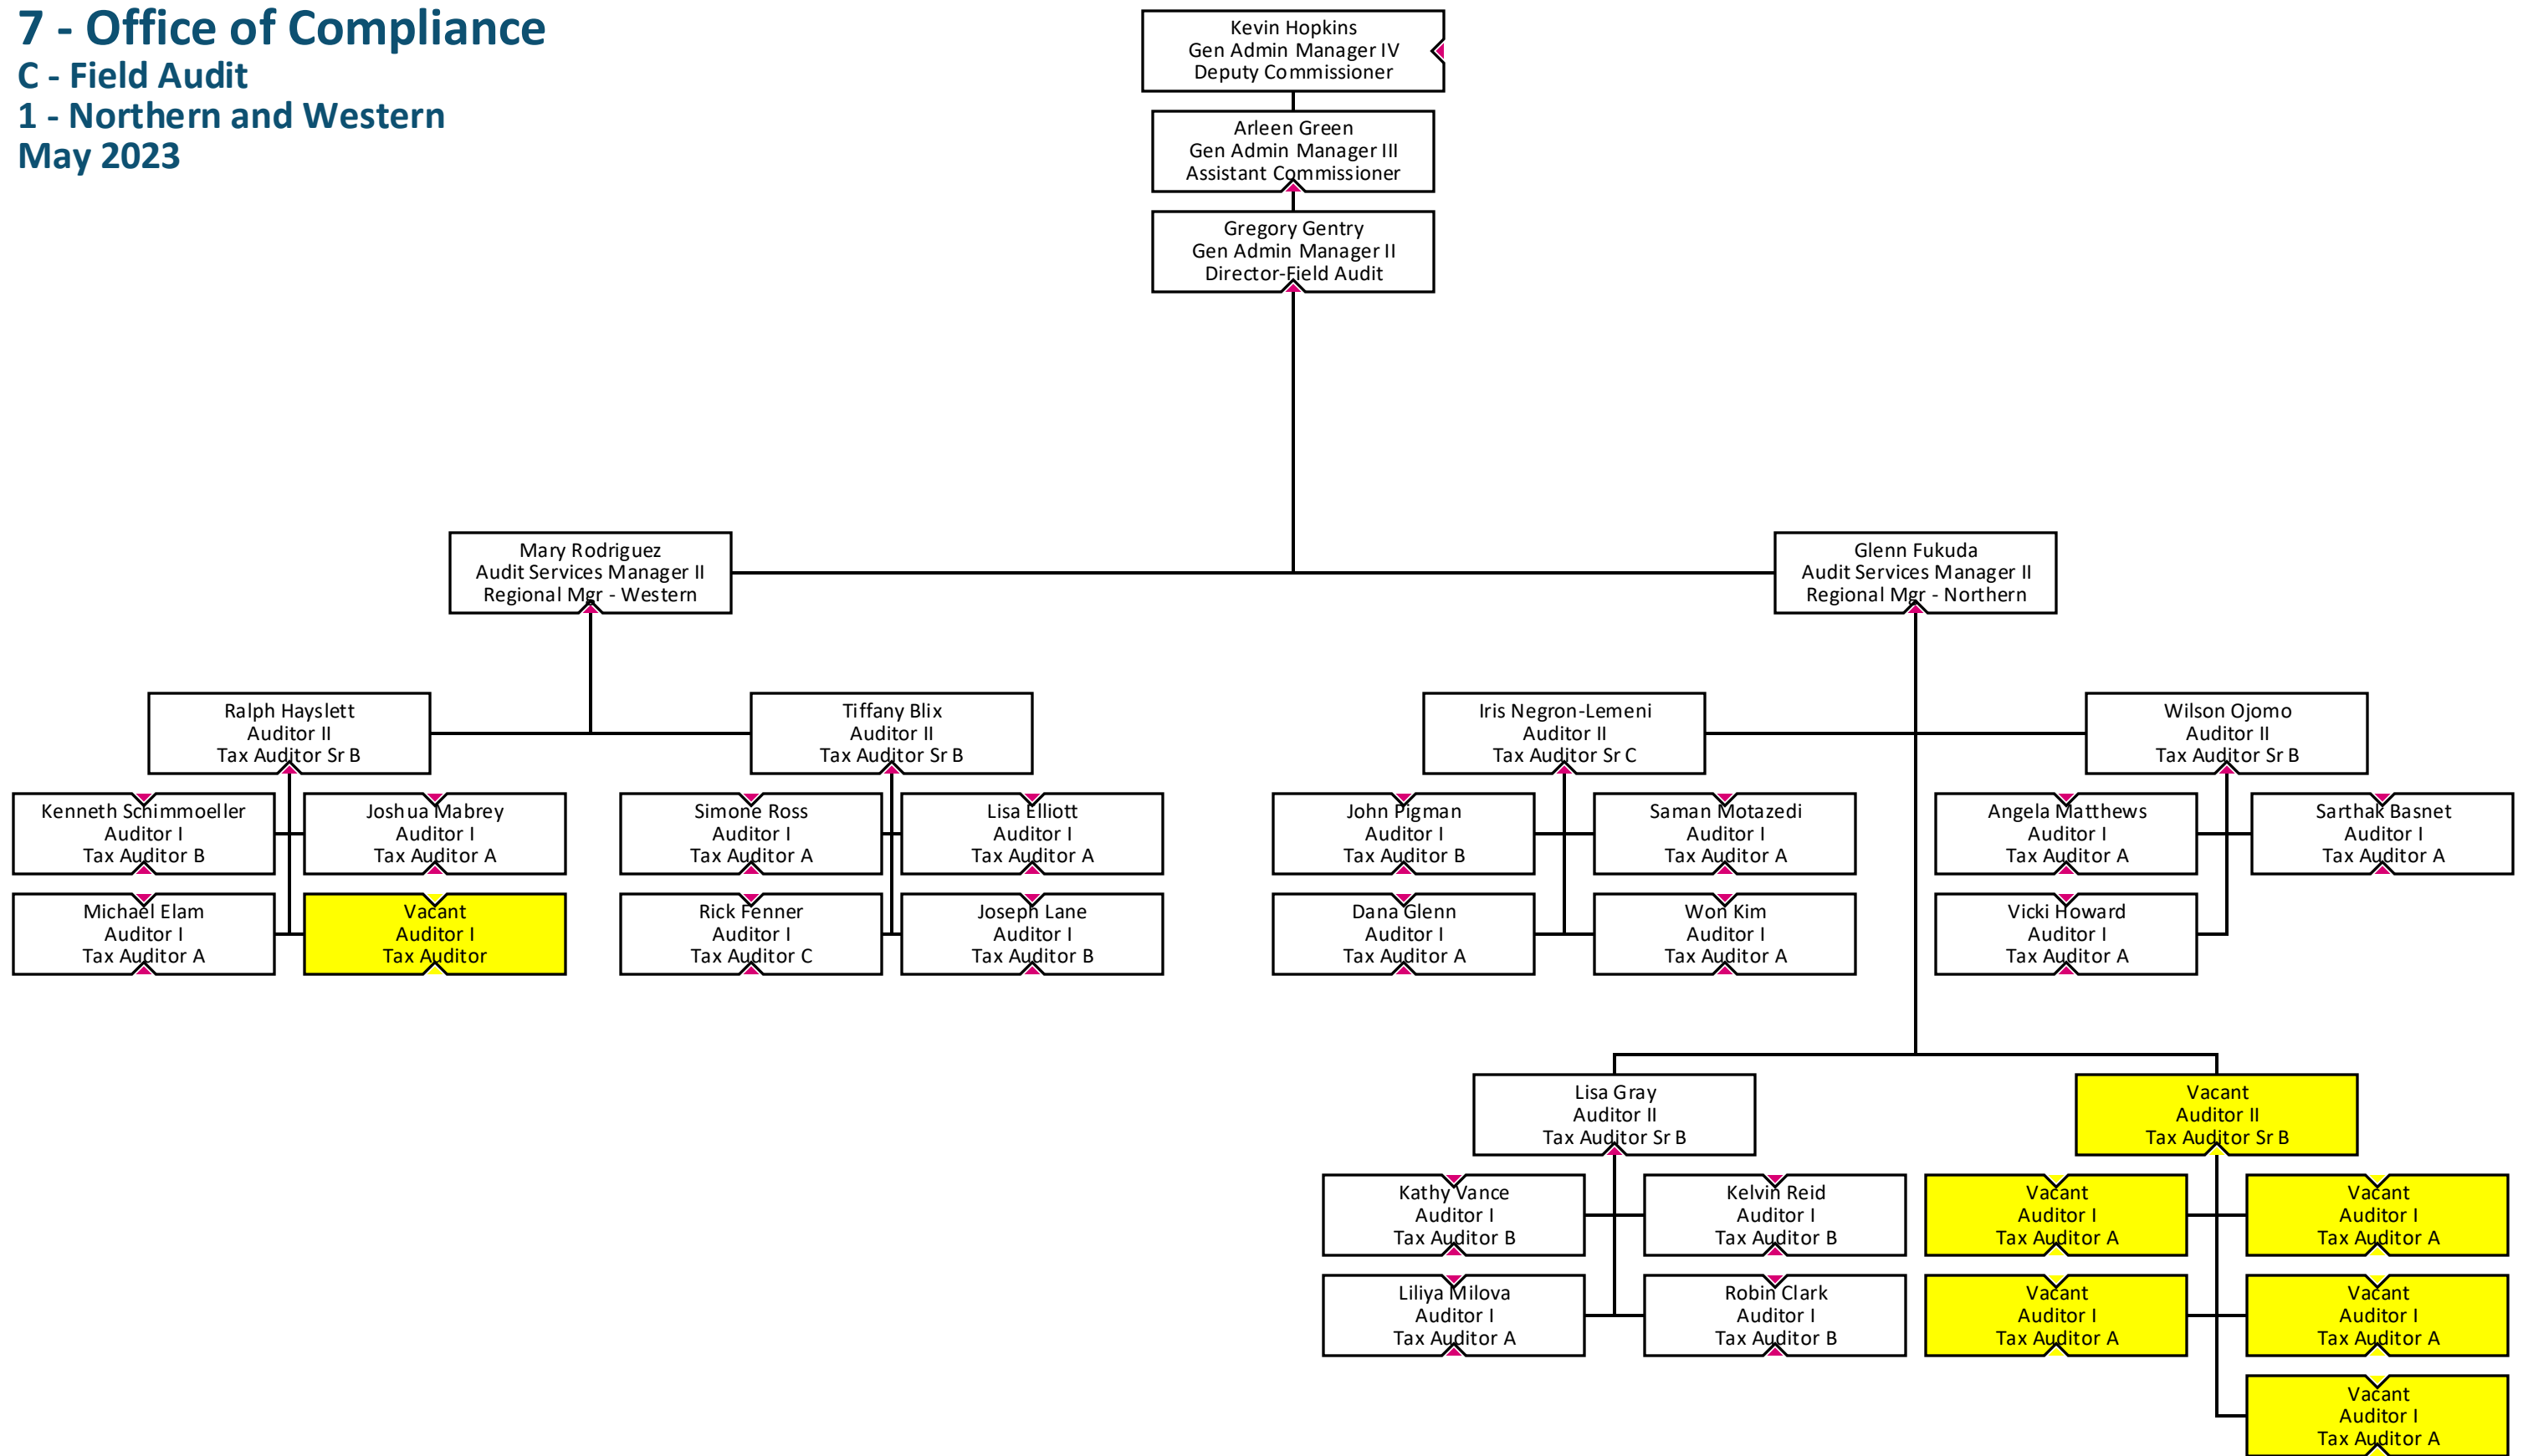 7 - Office of Compliance
C - Field Audit
1 - Northern and Western
May 2023
Kevin Hopkins
Gen Admin Manager IV
Deputy Commissioner
Arleen Green
Gen Admin Manager III
Assistant Commissioner
Gregory Gentry
Gen Admin Manager II
Director-Field Audit
Mary Rodriguez
Audit Services Manager II
Regional Mgr - Western
Glenn Fukuda
Audit Services Manager II
Regional Mgr - Northern
Ralph Hayslett
Auditor II
Tax Auditor Sr B
Tiffany Blix
Auditor II
Tax Auditor Sr B
Iris Negron-Lemeni
Auditor II
Tax Auditor Sr C
Wilson Ojomo
Auditor II
Tax Auditor Sr B
Kenneth Schimmoeller
Auditor I
Tax Auditor B
Joshua Mabrey
Auditor I
Tax Auditor A
Simone Ross
Auditor I
Tax Auditor A
Lisa Elliott
Auditor I
Tax Auditor A
John Pigman
Auditor I
Tax Auditor B
Saman Motazedi
Auditor I
Tax Auditor A
Angela Matthews
Auditor I
Tax Auditor A
Sarthak Basnet
Auditor I
Tax Auditor A
Michael Elam
Auditor I
Tax Auditor A
Vacant
Auditor I
Tax Auditor
Rick Fenner
Auditor I
Tax Auditor C
Joseph Lane
Auditor I
Tax Auditor B
Dana Glenn
Auditor I
Tax Auditor A
Won Kim
Auditor I
Tax Auditor A
Vicki Howard
Auditor I
Tax Auditor A
Lisa Gray
Auditor II
Tax Auditor Sr B
Vacant
Auditor II
Tax Auditor Sr B
Kathy Vance
Auditor I
Tax Auditor B
Kelvin Reid
Auditor I
Tax Auditor B
Vacant
Auditor I
Tax Auditor A
Vacant
Auditor I
Tax Auditor A
Liliya Milova
Auditor I
Tax Auditor A
Robin Clark
Auditor I
Tax Auditor B
Vacant
Auditor I
Tax Auditor A
Vacant
Auditor I
Tax Auditor A
Vacant
Auditor I
Tax Auditor A